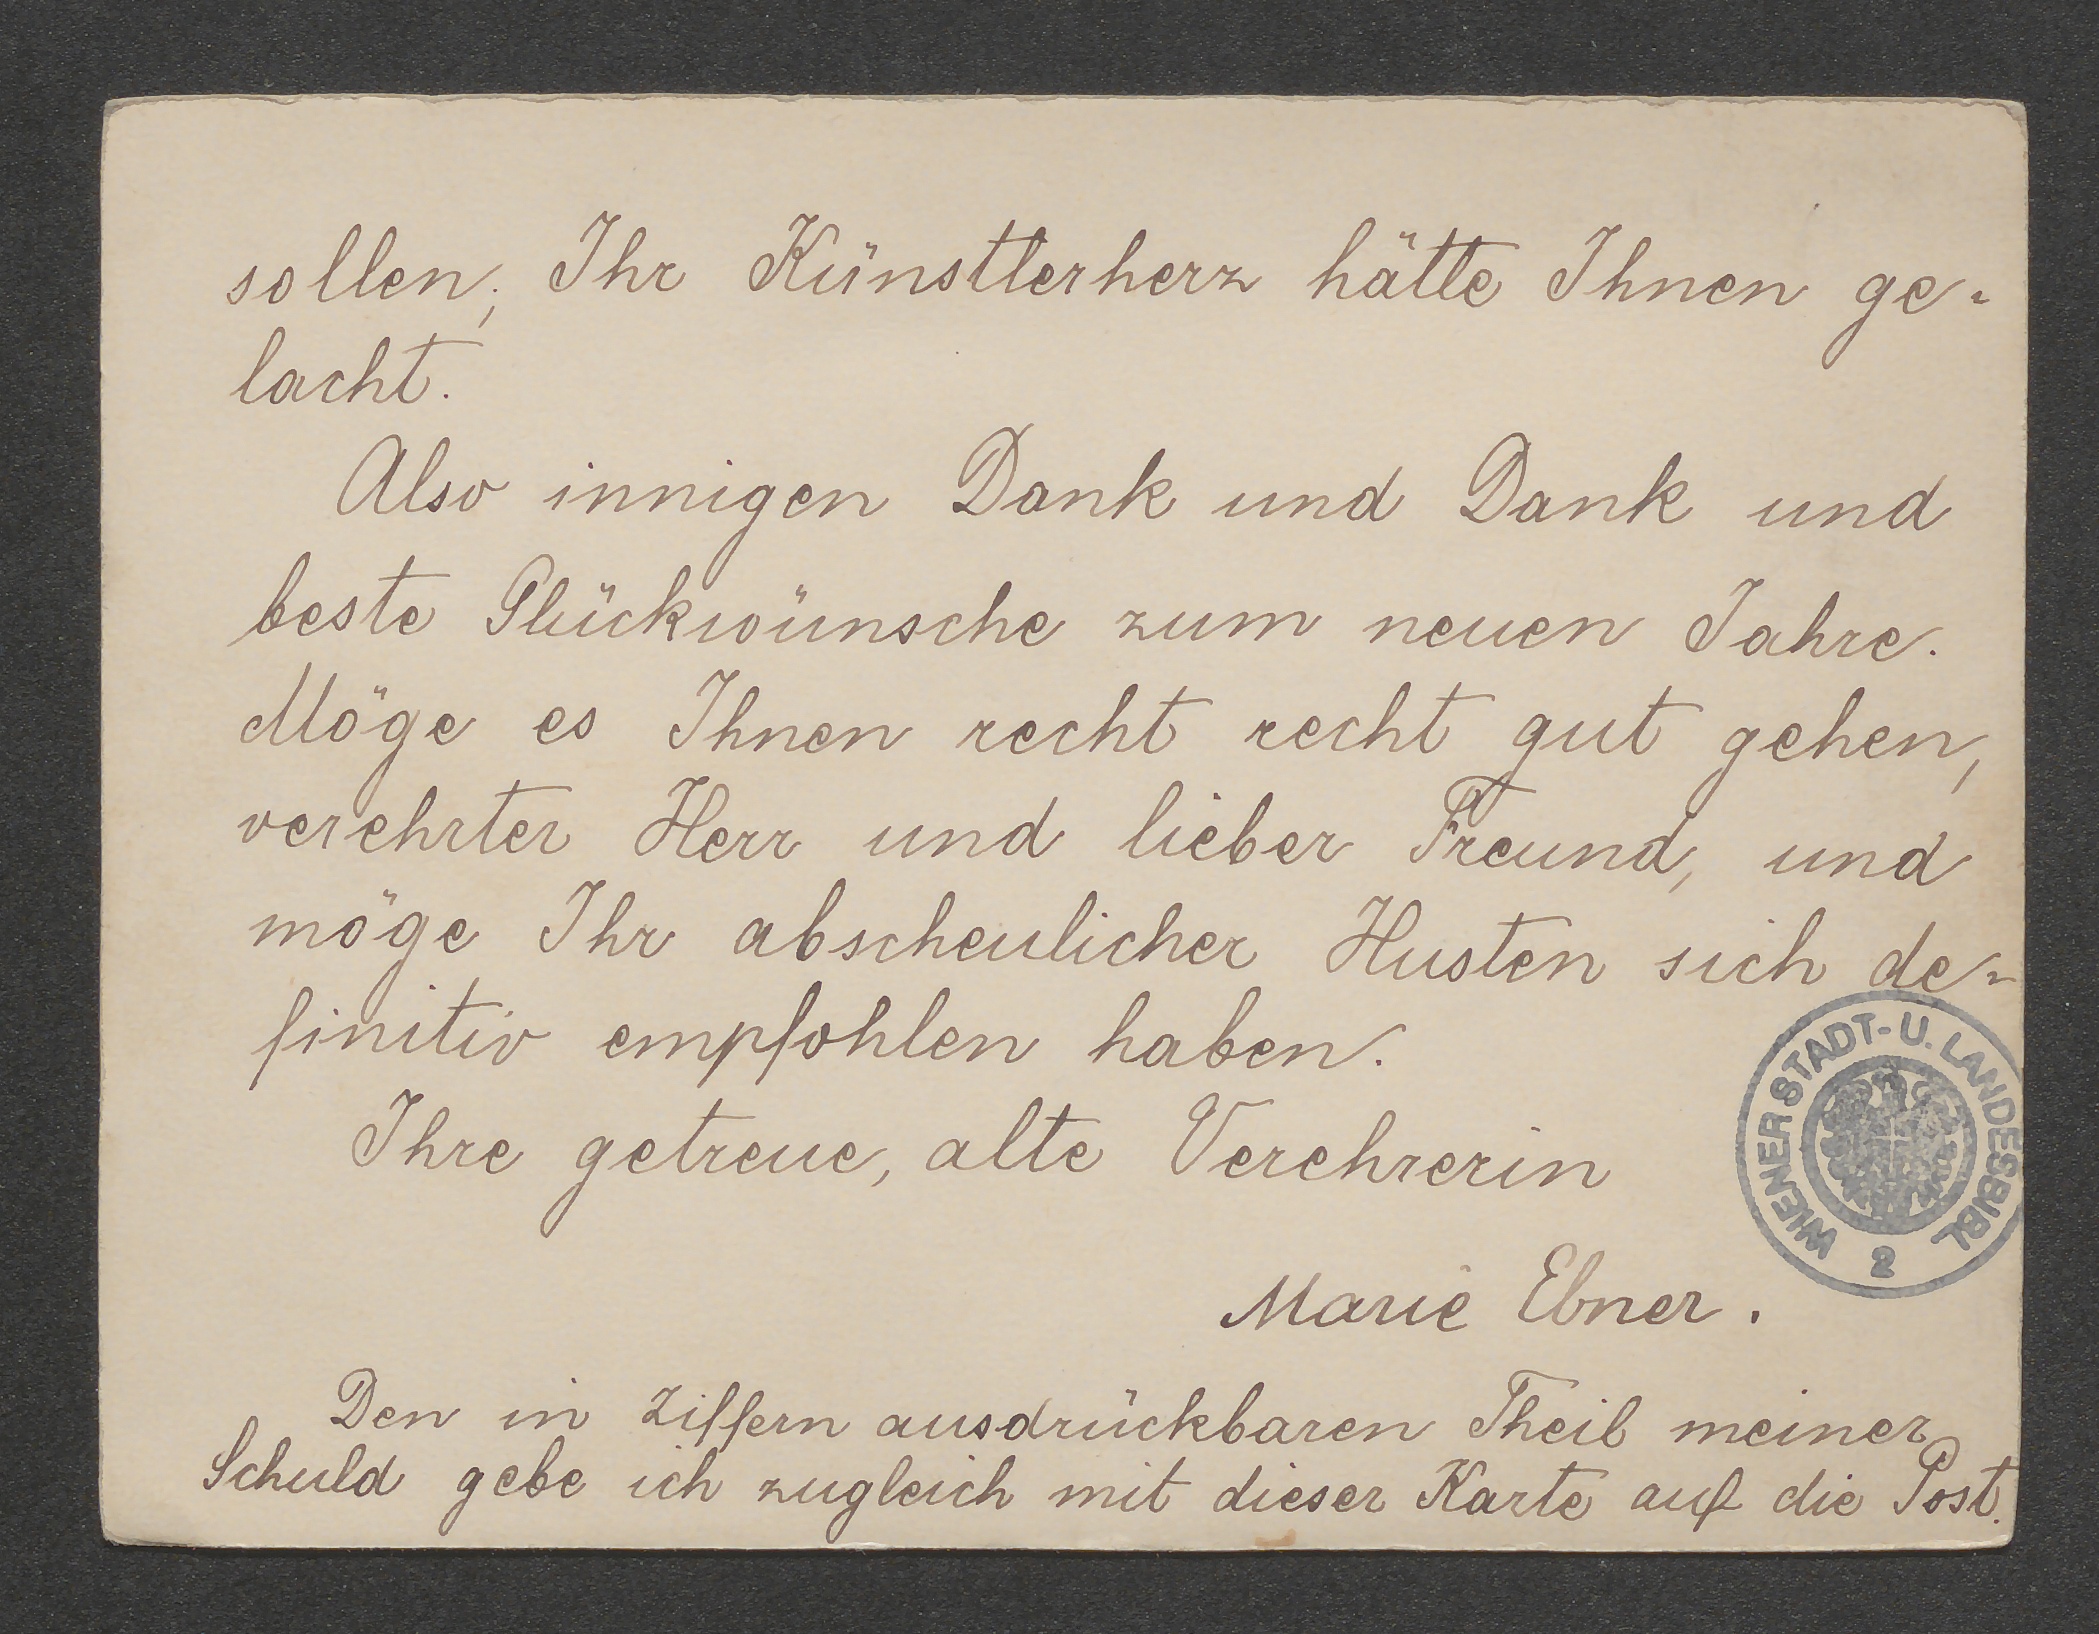 sollen; Ihr Künstlerherz hätte Ihnen ge-
lacht.
Also innigen Dank und Dank und
beste Glückwünsche zum neuen Jahre.
Möge es Ihnen recht recht gut gehen,
verehrter Herr und lieber Freund, und
möge Ihr abscheulicher Husten sich de-
finitiv empfohlen haben.
Ihre getreue, alte Verehrerin
Marie Ebner.
Den in Ziffern ausdrückbaren Theil meiner
Schuld gebe ich zugleich mit dieser Karte auf die Post.
WIENER STADT- U. LANDESBIBL.
2